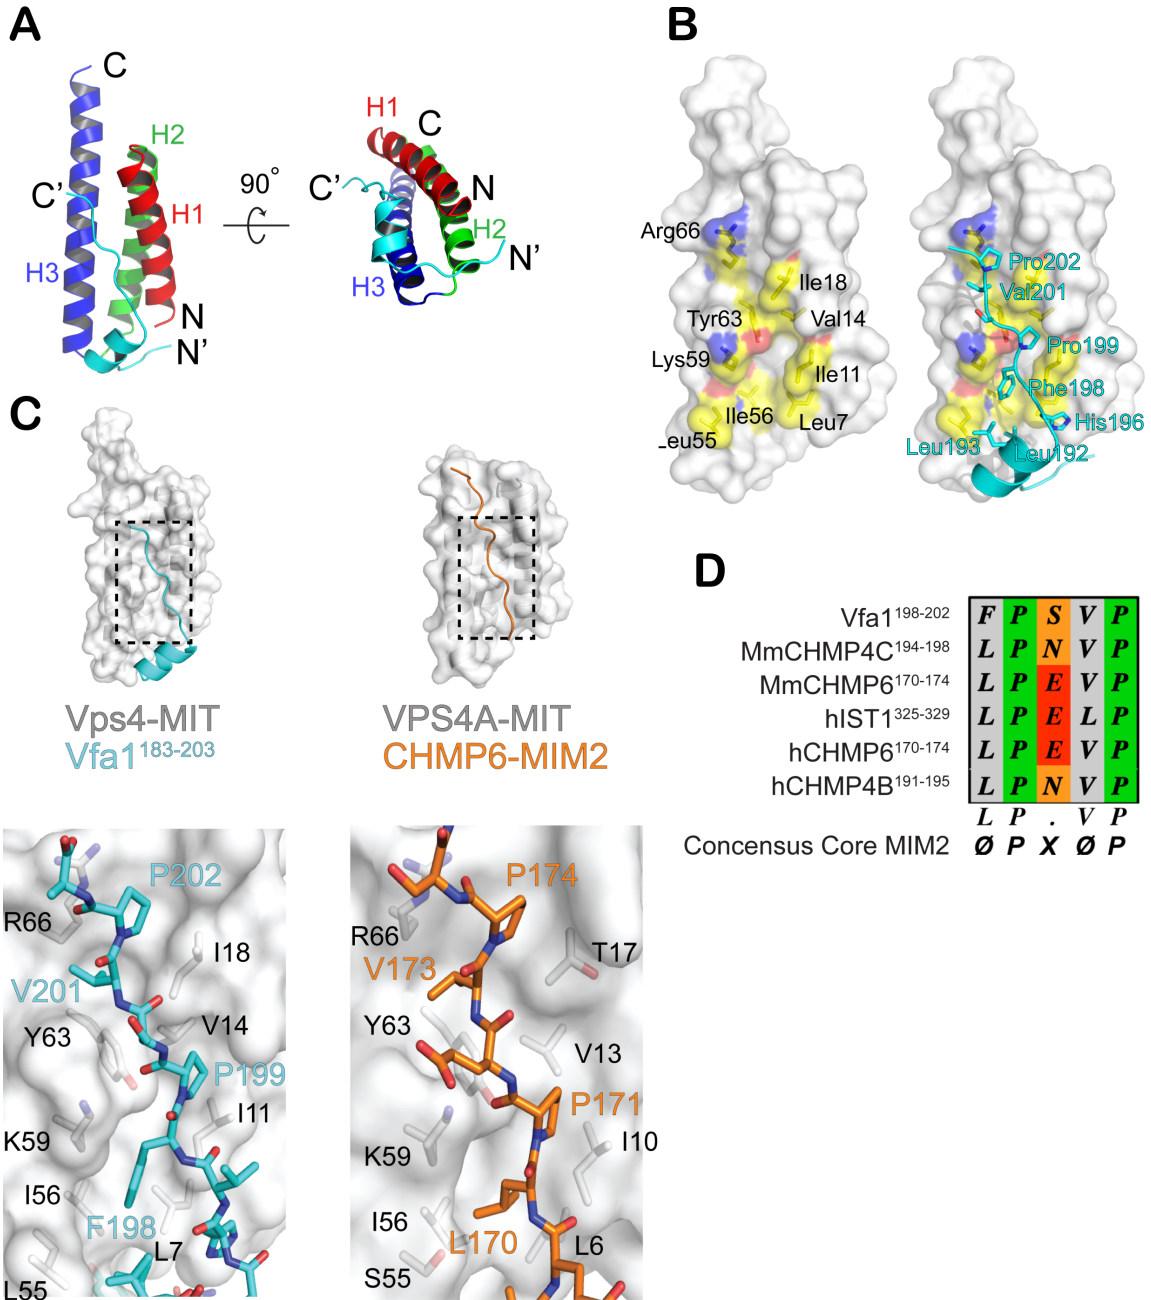 A
C
H2
C'
H1
H3
N
N'
90°
H1
C
C'
N
H2
N'
H3
B
Arg66
Ile18
Tyr63
Val14
Lys59
Ile11
Ile56
Leu7
Leu55
Pro202
Val201
Pro199
Phe198
His196
Leu193
Leu192
C
Vps4-MIT
Vfa1183-203
VPS4A-MIT
CHMP6-MIM2
P202
R66
I18
V201
V14
Y63
P199
I11
K59
I56
F198
L7
L55
P174
R66
T17
V173
Y63
V13
P171
I10
K59
I56
L170
L6
S55
D
Vfa1198-202 F P S V P
MmCHMP4C194-198 L P N V P
MmCHMP6170-174 L P E V P
hIST1325-329 L P E L P
hCHMP6170-174 L P E V P
hCHMP4B191-195 L P N V P
L P . V P
Concensus Core MIM2 Ø P X Ø P